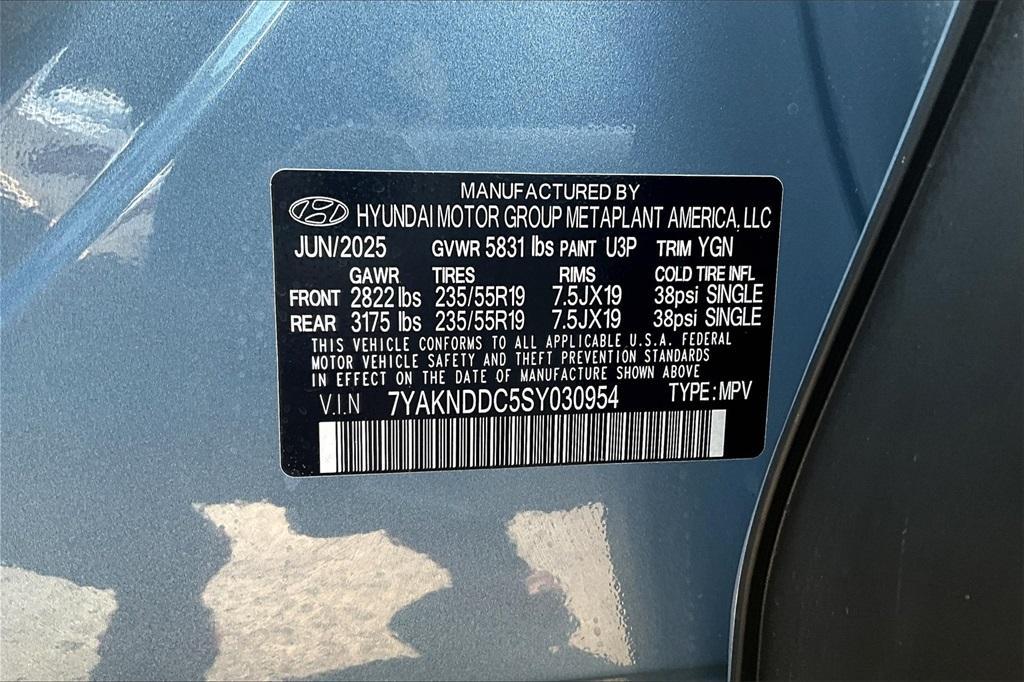 MANUFACTURED BY
HYUNDAI MOTOR GROUP METAPLANT AMERICA, LLC
JUN/2025 GVWR 5831 lbs PAINT U3P TRIM YGN
GAWR TIRES RIMS COLD TIRE INFL
FRONT 2822 lbs 235/55R19 7.5JX19 38psi SINGLE
REAR 3175 lbs 235/55R19 7.5JX19 38psi SINGLE
THIS VEHICLE CONFORMS TO ALL APPLICABLE U.S.A. FEDERAL
MOTOR VEHICLE SAFETY AND THEFT PREVENTION STANDARDS
IN EFFECT ON THE DATE OF MANUFACTURE SHOWN ABOVE
V.I.N 7YAKNDDC5SY030954 TYPE:MPV